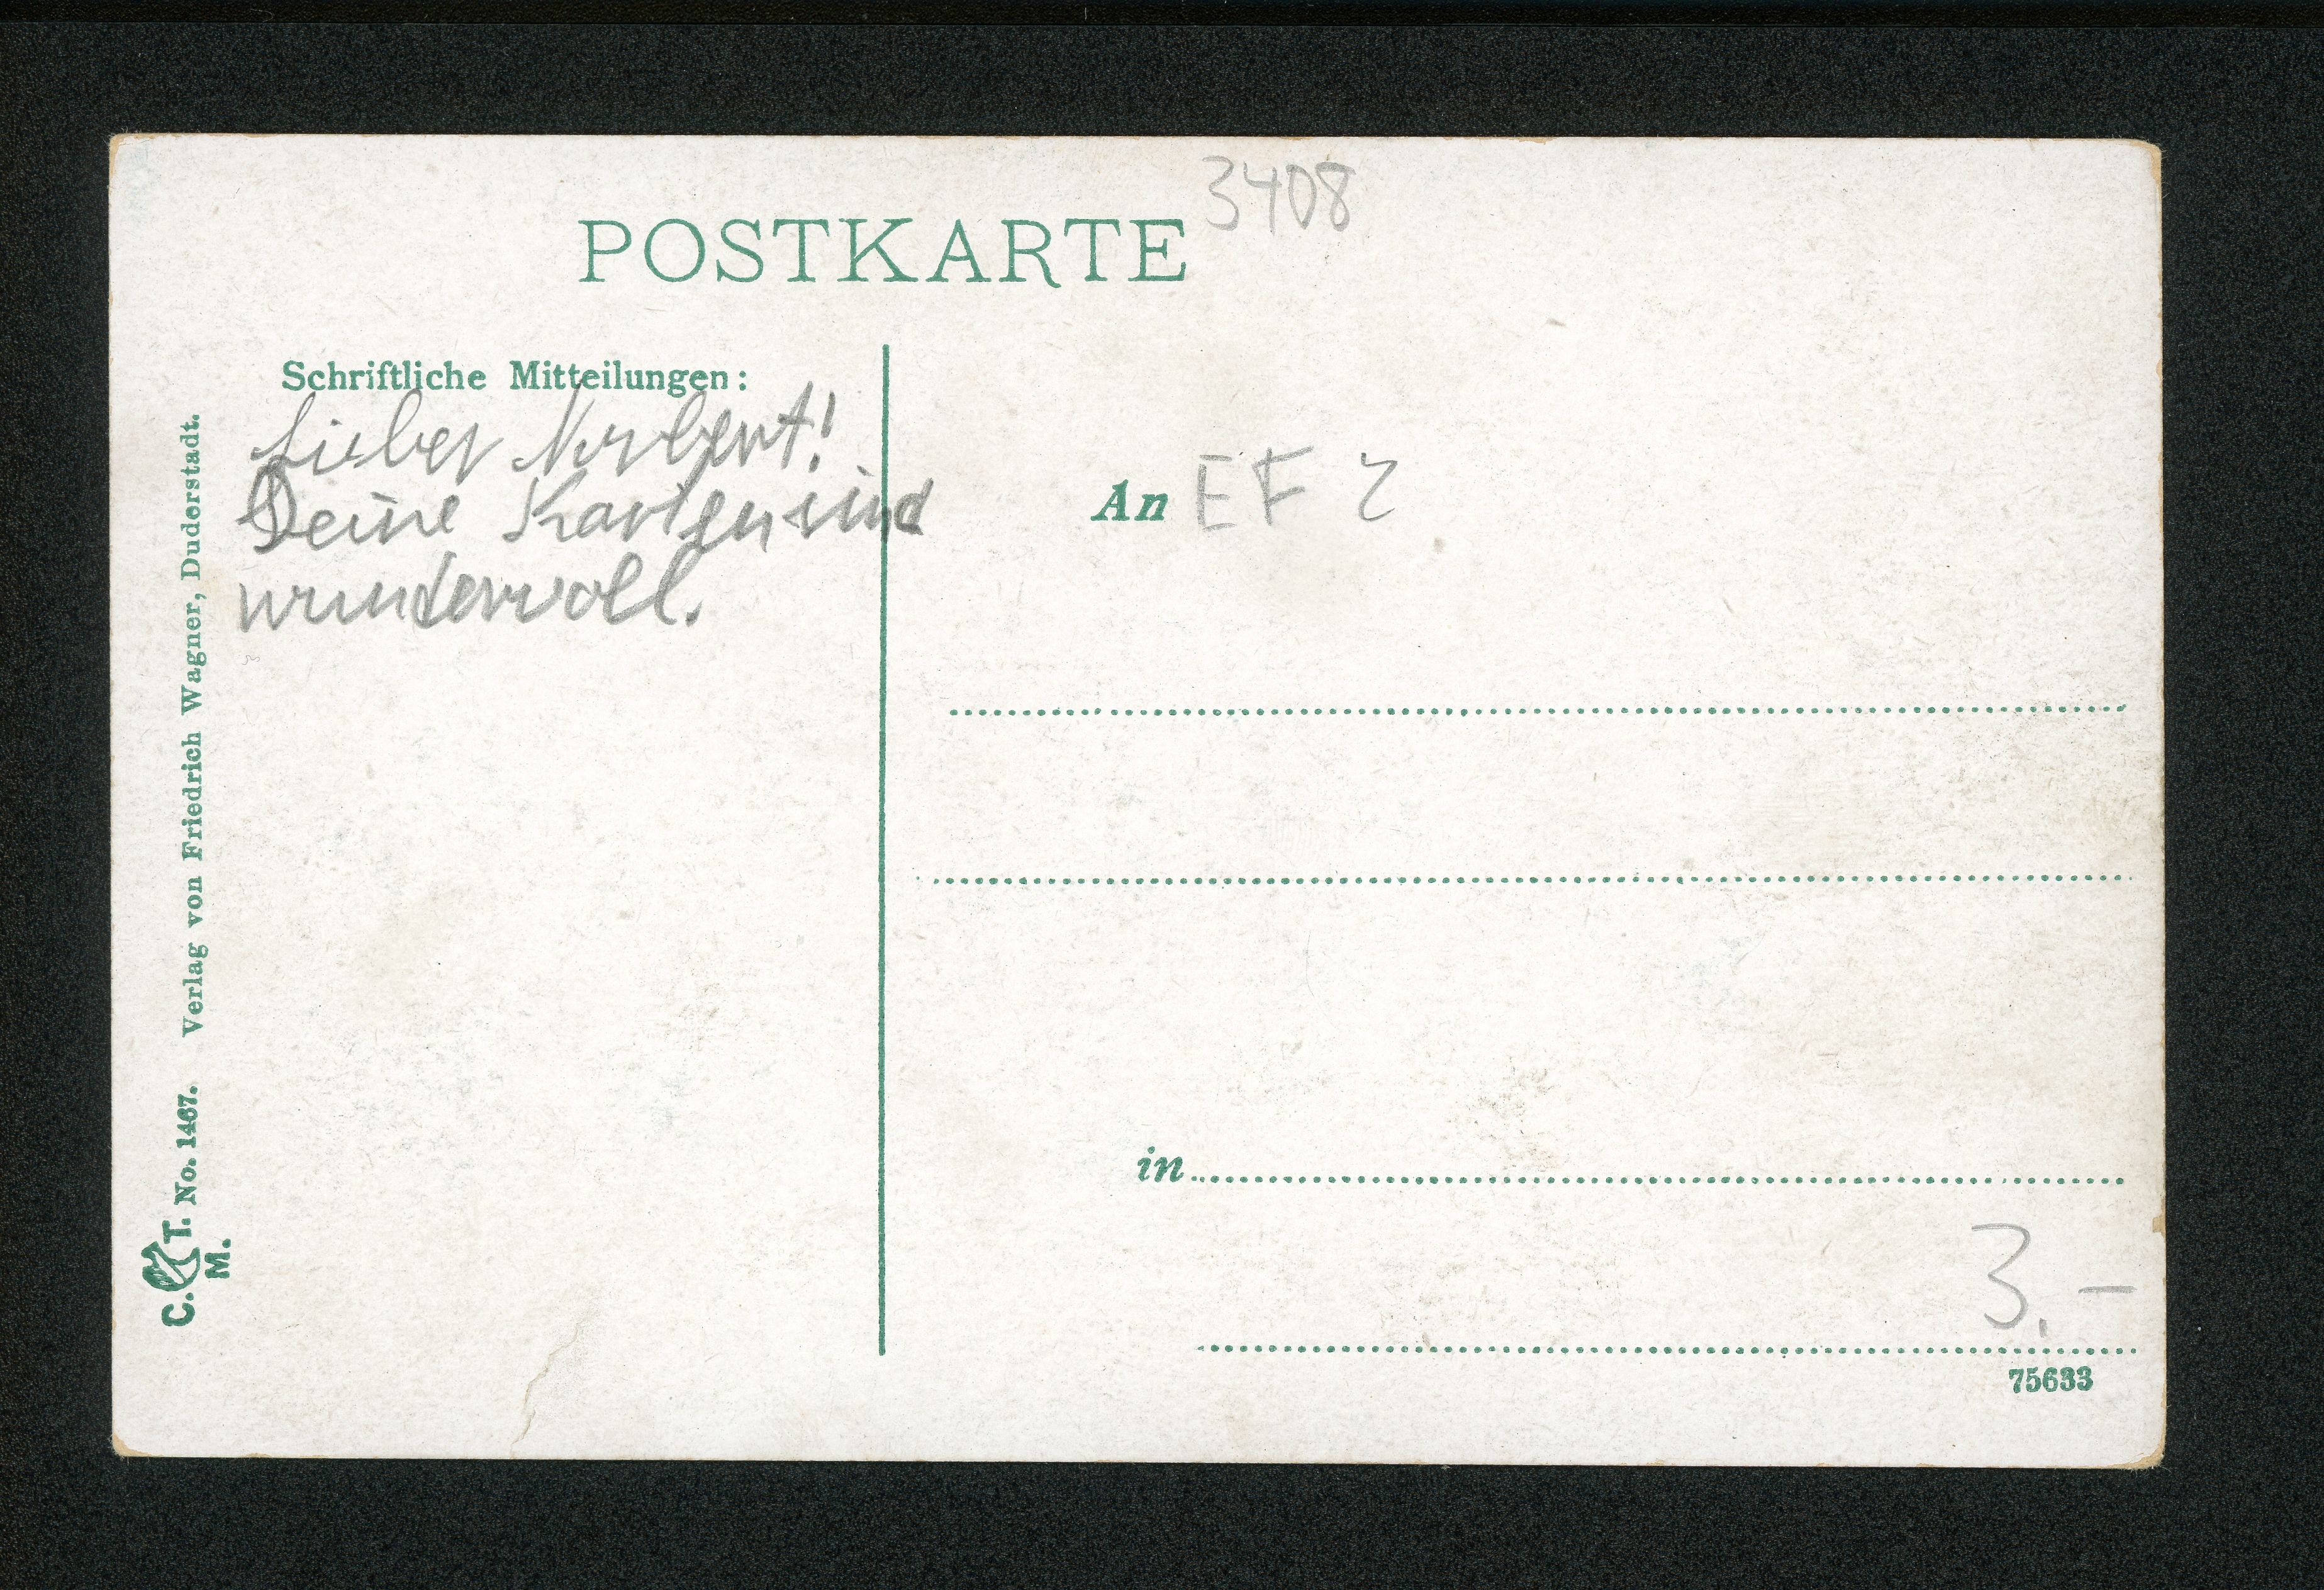 3408
POSTKARTE
Schriftliche Mitteilungen:
Lieber Norbert!
Deine Karten sind
wundervoll.
An EF 2
in
3.-
75633
Verlag von Friedrich Wagner, Duderstadt.
C. T. No. 1467.
M.